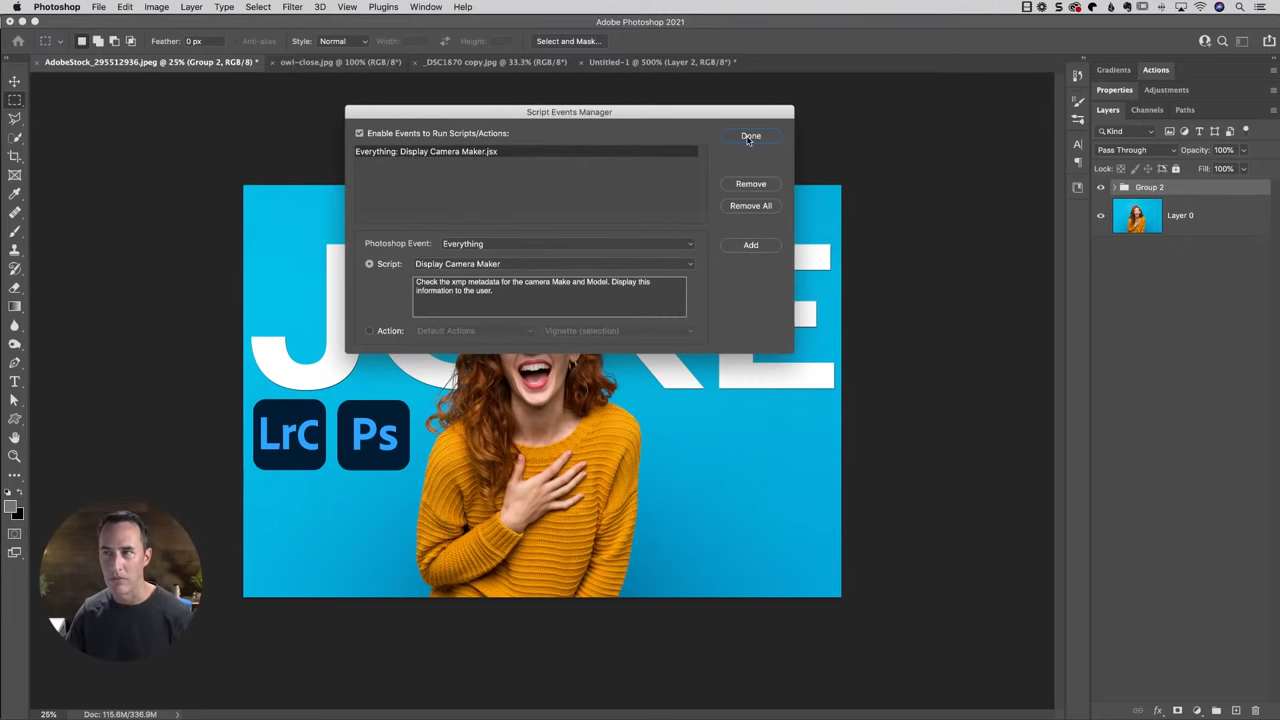 Photoshop File Edit Image Layer Type Select Filter 3D View Plugins Window Help
Adobe Photoshop 2021
Feather: 0 px Anti-alias Style: Normal Width: Height: Select and Mask...
AdobeStock_295512936.jpeg @ 25% (Group 2, RGB/8) * owl-close.jpg @ 100% (RGB/8*) _DSC1870 copy.jpg @ 33.3% (RGB/8*) Untitled-1 @ 500% (Layer 2, RGB/8*) *
Gradients Actions
Properties Adjustments
Layers Channels Paths
Kind
Pass Through Opacity: 100%
Lock: Fill: 100%
Group 2
Layer 0
Script Events Manager
Enable Events to Run Scripts/Actions:
Done
Everything: Display Camera Maker.jsx
Remove
Remove All
Photoshop Event: Everything
Add
Script: Display Camera Maker
Check the xmp metadata for the camera Make and Model. Display this
information to the user.
Action: Default Actions Vignette (selection)
LrC Ps
25% Doc: 115.6M/336.9M